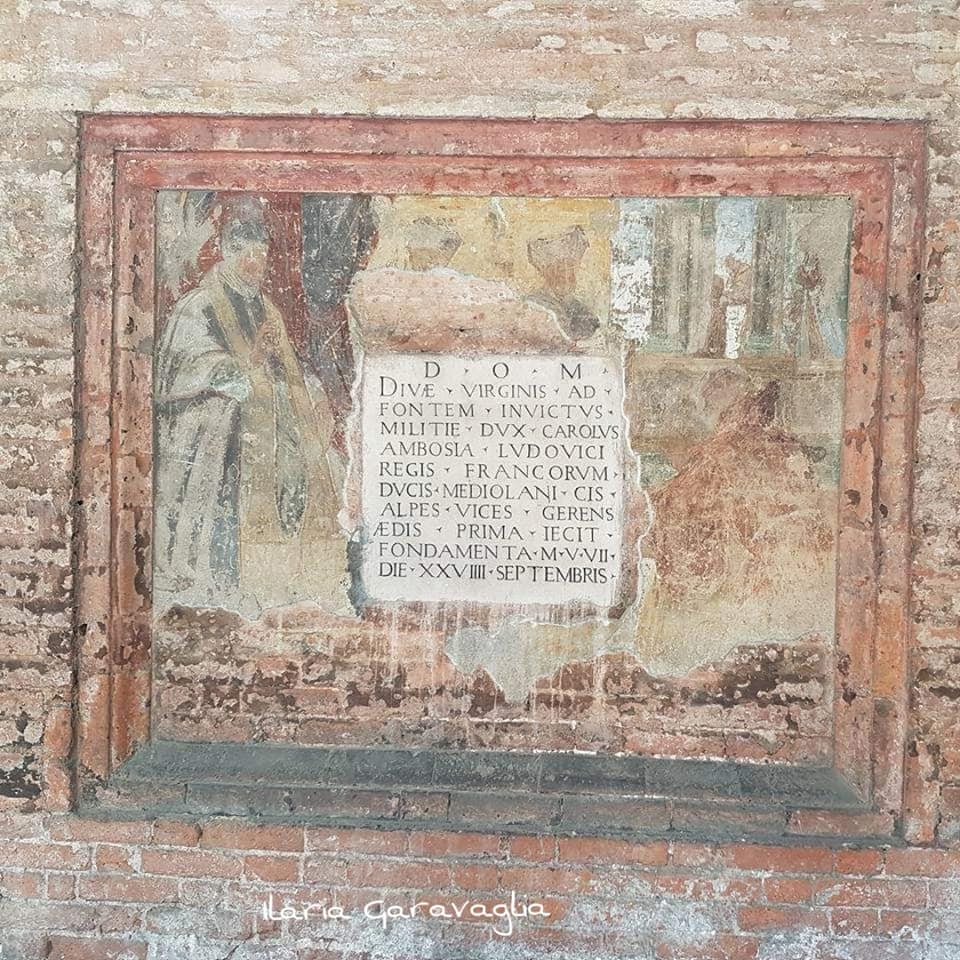 D · O · M ·
DIVÆ · VIRGINIS · AD ·
FONTEM · INVICTVS ·
MILITIE · DVX · CAROLVS
AMBOSIA · LVDOVICI
REGIS · FRANCORVM ·
DVCIS · MEDIOLANI · CIS ·
ALPES · VICES · GERENS
ÆDIS · PRIMA · IECIT ·
FONDAMENTA · M · V · VII ·
DIE · XXVIIII · SEPTEMBRIS ·
Ilaria Garavaglia